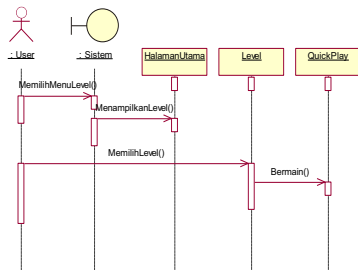 : User
: Sistem
HalamanUtama
Level
QuickPlay
MemilihMenuLevel()
MenampilkanLevel()
MemilihLevel()
Bermain()